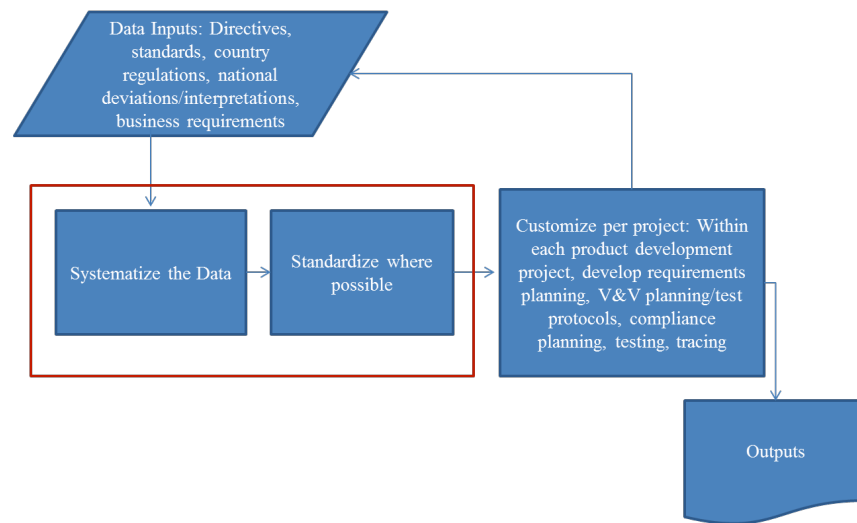 Data Inputs: Directives,
standards, country
regulations, national
deviations/interpretations,
business requirements
Systematize the Data
Standardize where
possible
Customize per project: Within
each product development
project, develop requirements
planning, V&V planning/test
protocols, compliance
planning, testing, tracing
Outputs